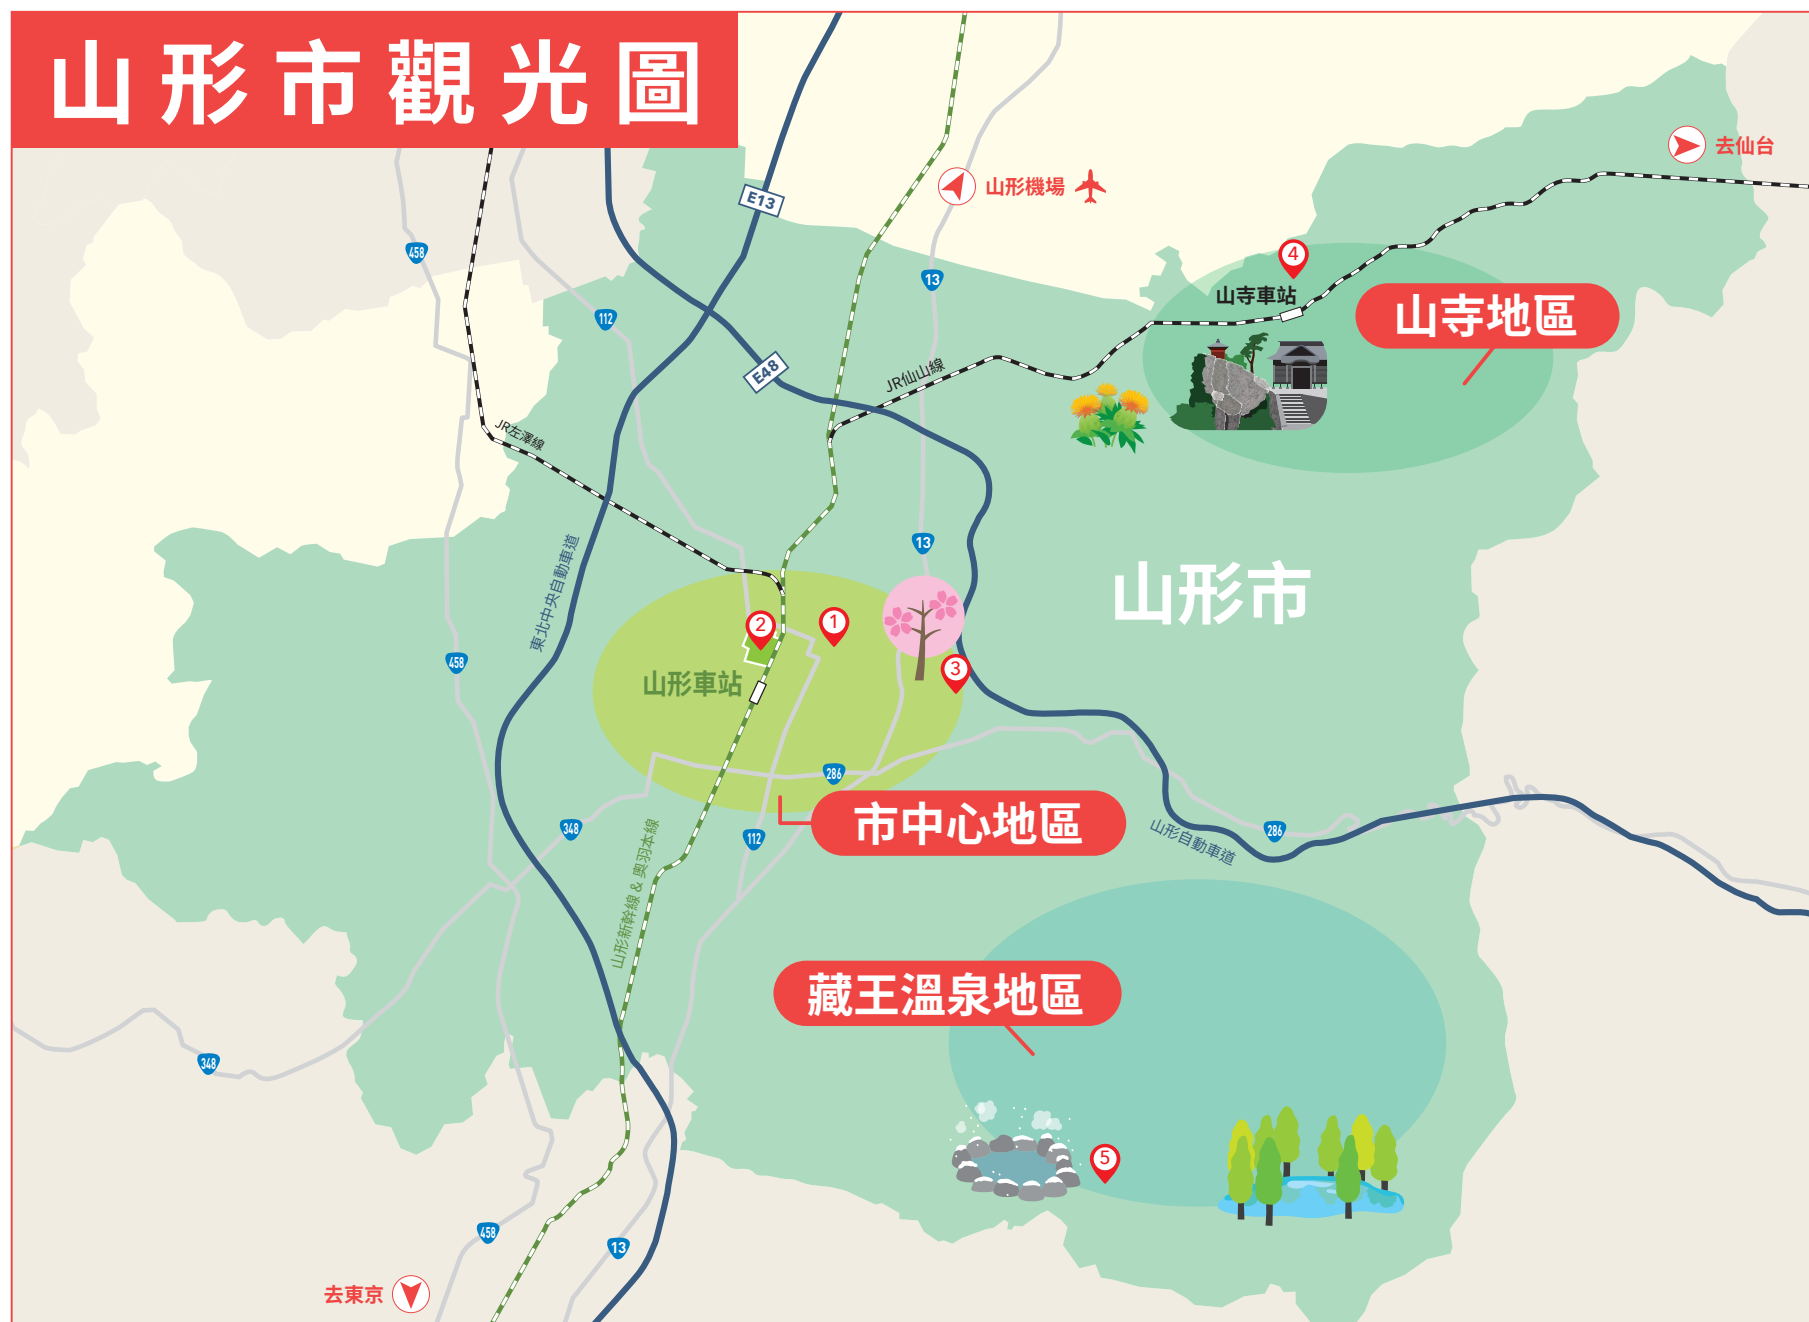 山形市觀光圖
去仙台
山形機場
E13
458
13
4
山寺車站
山寺地區
112
E48
JR仙山線
JR左澤線
13
東北中央自動車道
山形市
2
1
3
458
山形車站
286
市中心地區
348
112
山形自動車道
286
山形新幹線 & 奧羽本線
藏王溫泉地區
348
5
458
13
去東京